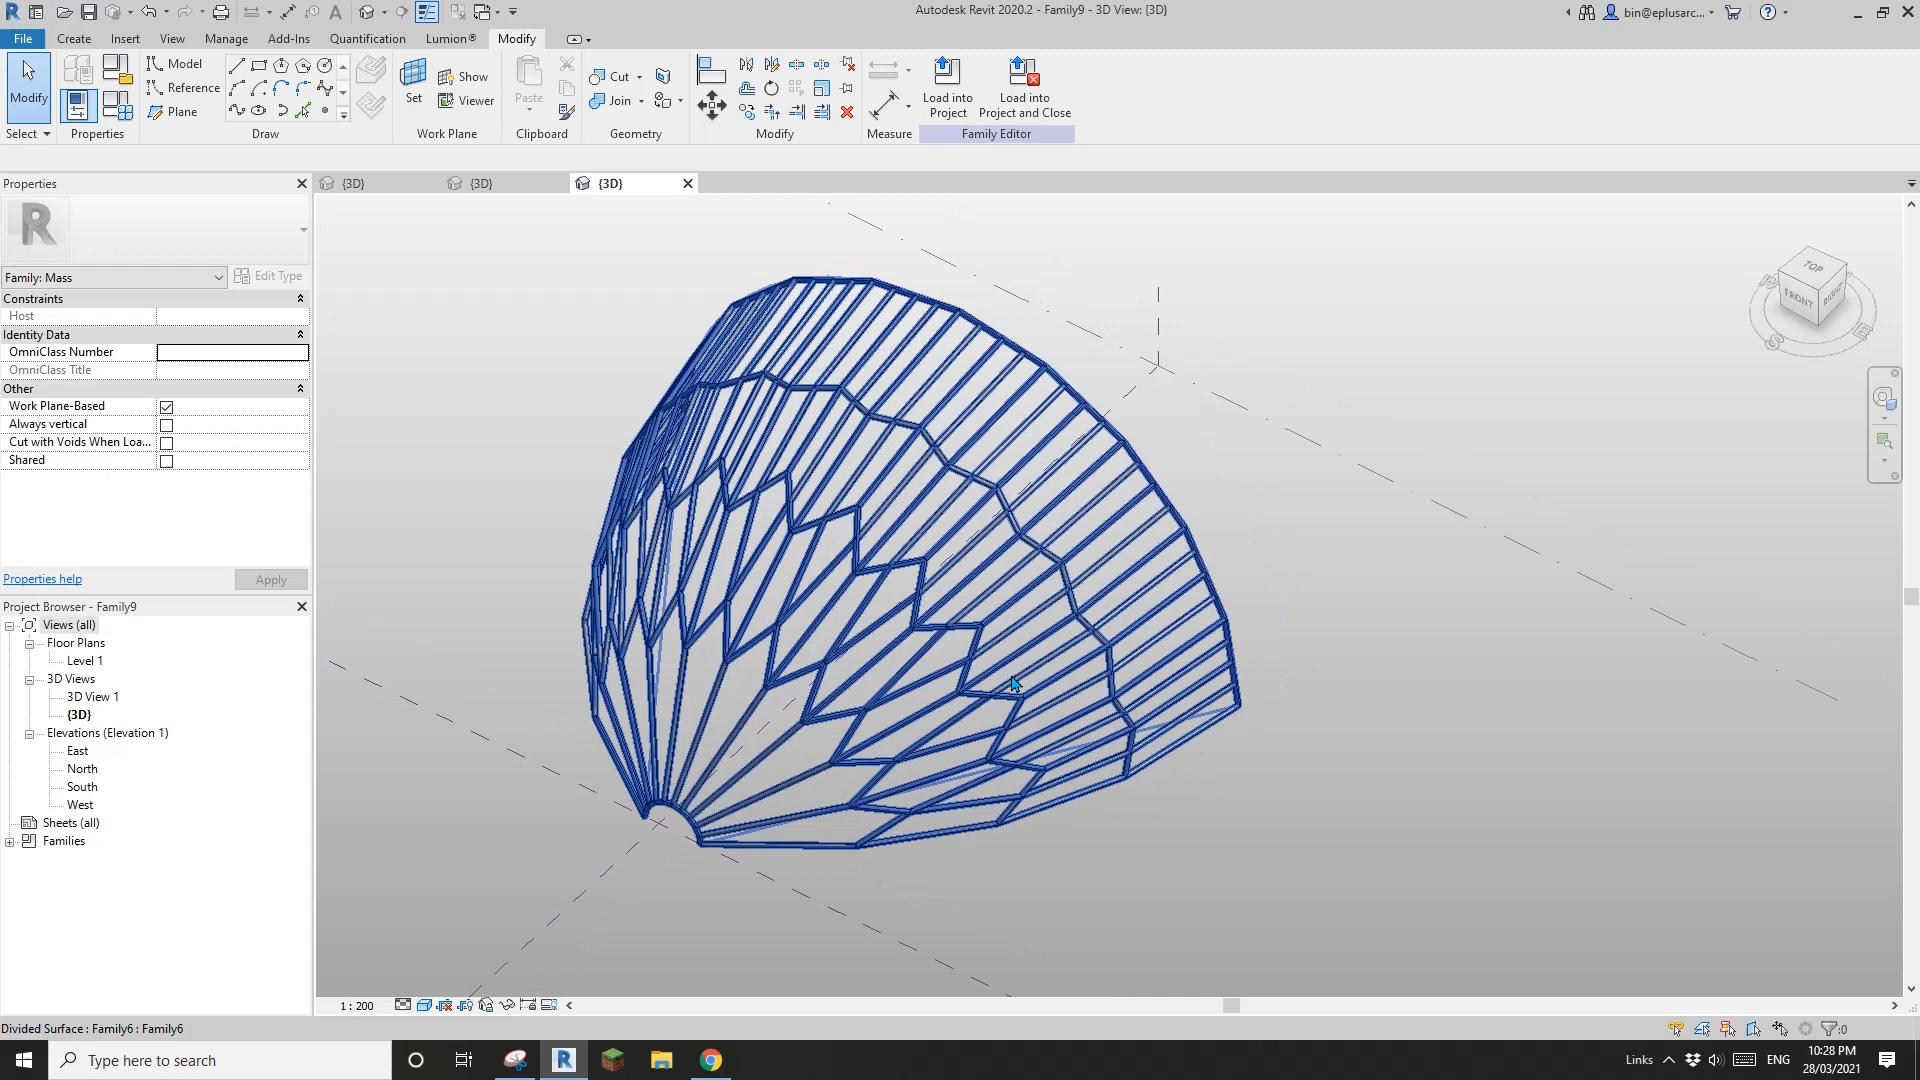 Autodesk Revit 2020.2 - Family9 - 3D View: {3D}
bin@eplusarc...
File Create Insert View Manage Add-Ins Quantification Lumion® Modify
Modify
Select
Properties
Model
Reference
Plane
Draw
Set
Show
Viewer
Work Plane
Paste
Clipboard
Cut
Join
Geometry
Modify
Measure
Load into
Project
Load into
Project and Close
Family Editor
Properties
{3D}
{3D}
{3D}
R
Family: Mass
Edit Type
Constraints
Host
Identity Data
OmniClass Number
OmniClass Title
Other
Work Plane-Based
Always vertical
Cut with Voids When Loa...
Shared
Properties help
Apply
Project Browser - Family9
Views (all)
Floor Plans
Level 1
3D Views
3D View 1
{3D}
Elevations (Elevation 1)
East
North
South
West
Sheets (all)
Families
TOP
FRONT
RIGHT
W
S
E
1 : 200
Divided Surface : Family6 : Family6
:0
Type here to search
Links
ENG
10:28 PM
28/03/2021